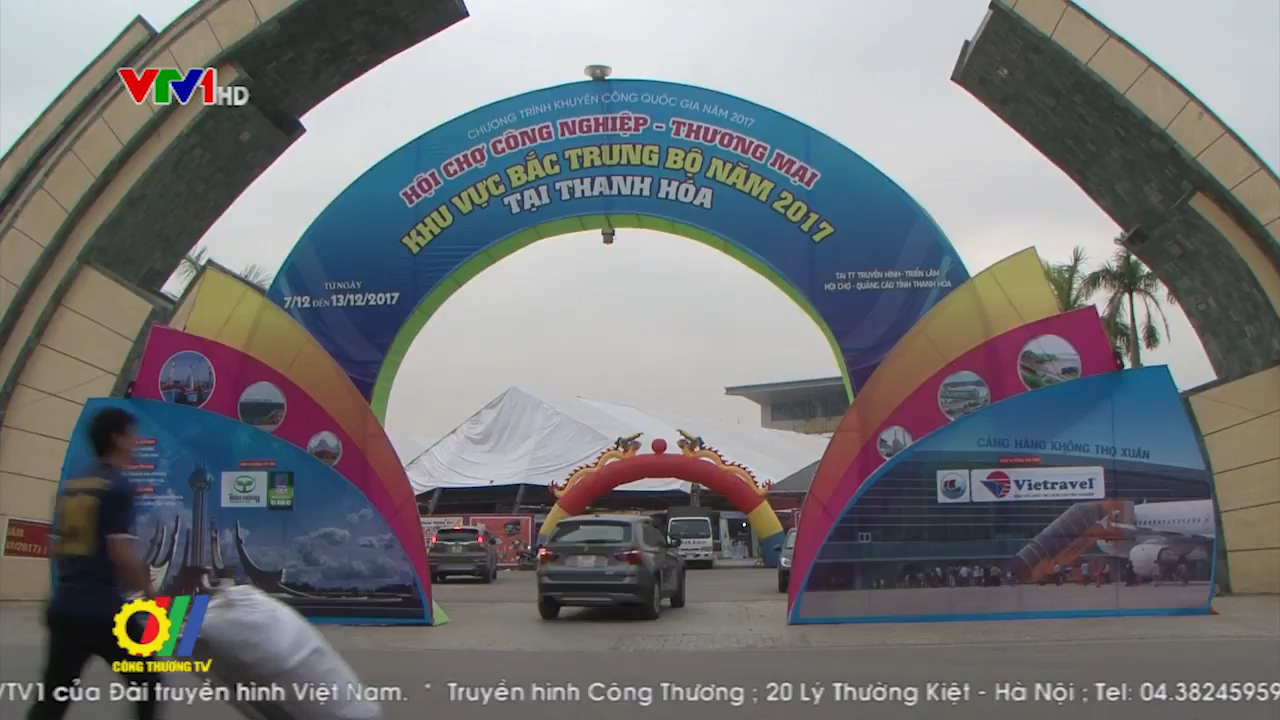 VTV1 HD
CHƯƠNG TRÌNH KHUYẾN CÔNG QUỐC GIA NĂM 2017
HỘI CHỢ CÔNG NGHIỆP - THƯƠNG MẠI
KHU VỰC BẮC TRUNG BỘ NĂM 2017
TẠI THANH HÓA
TỪ NGÀY
7/12 ĐẾN 13/12/2017
TẠI TT TRUYỀN HÌNH - TRIỂN LÃM
HỘI CHỢ - QUẢNG CÁO TỈNH THANH HÓA
CẢNG HÀNG KHÔNG THỌ XUÂN
Vietravel
CÔNG THƯƠNG TV
VTV1 của Đài truyền hình Việt Nam. * Truyền hình Công Thương ; 20 Lý Thường Kiệt - Hà Nội ; Tel: 04.38245959